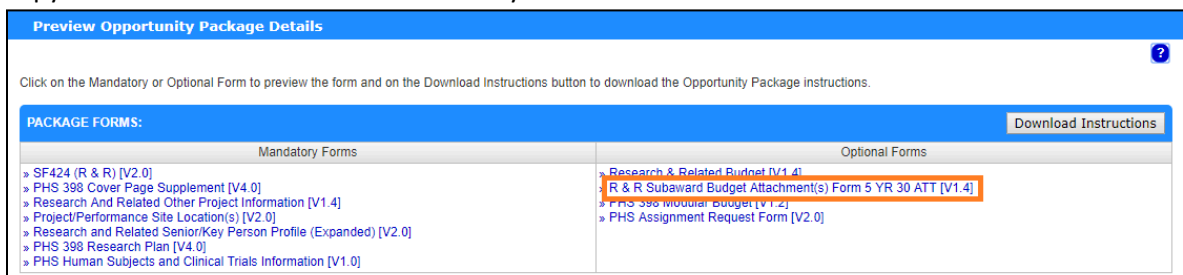 Preview Opportunity Package Details
?
Click on the Mandatory or Optional Form to preview the form and on the Download Instructions button to download the Opportunity Package instructions.
PACKAGE FORMS:
Download Instructions
Mandatory Forms
» SF424 (R & R) [V2.0]
» PHS 398 Cover Page Supplement [V4.0]
» Research And Related Other Project Information [V1.4]
» Project/Performance Site Location(s) [V2.0]
» Research and Related Senior/Key Person Profile (Expanded) [V2.0]
» PHS 398 Research Plan [V4.0]
» PHS Human Subjects and Clinical Trials Information [V1.0]
Optional Forms
» Research & Related Budget [V1.4]
» R & R Subaward Budget Attachment(s) Form 5 YR 30 ATT [V1.4]
» PHS 398 Modular Budget [V1.2]
» PHS Assignment Request Form [V2.0]